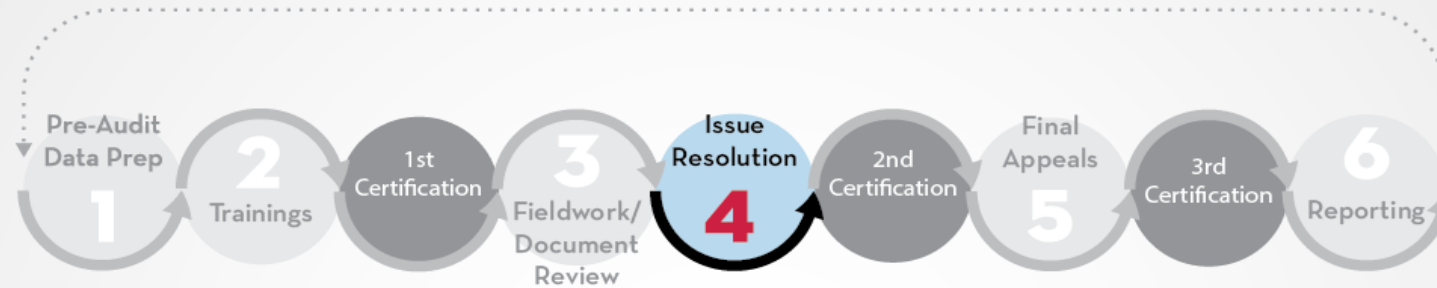 Pre-Audit
Data Prep
1
2
Trainings
1st
Certification
3
Fieldwork/
Document
Review
Issue
Resolution
4
2nd
Certification
Final
Appeals
5
3rd
Certification
6
Reporting